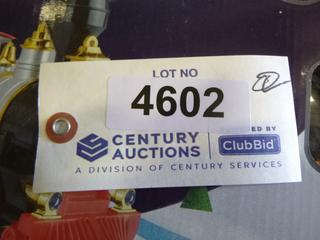 LOT NO
4602
CENTURY
AUCTIONS
ED BY
ClubBid
A DIVISION OF CENTURY SERVICES